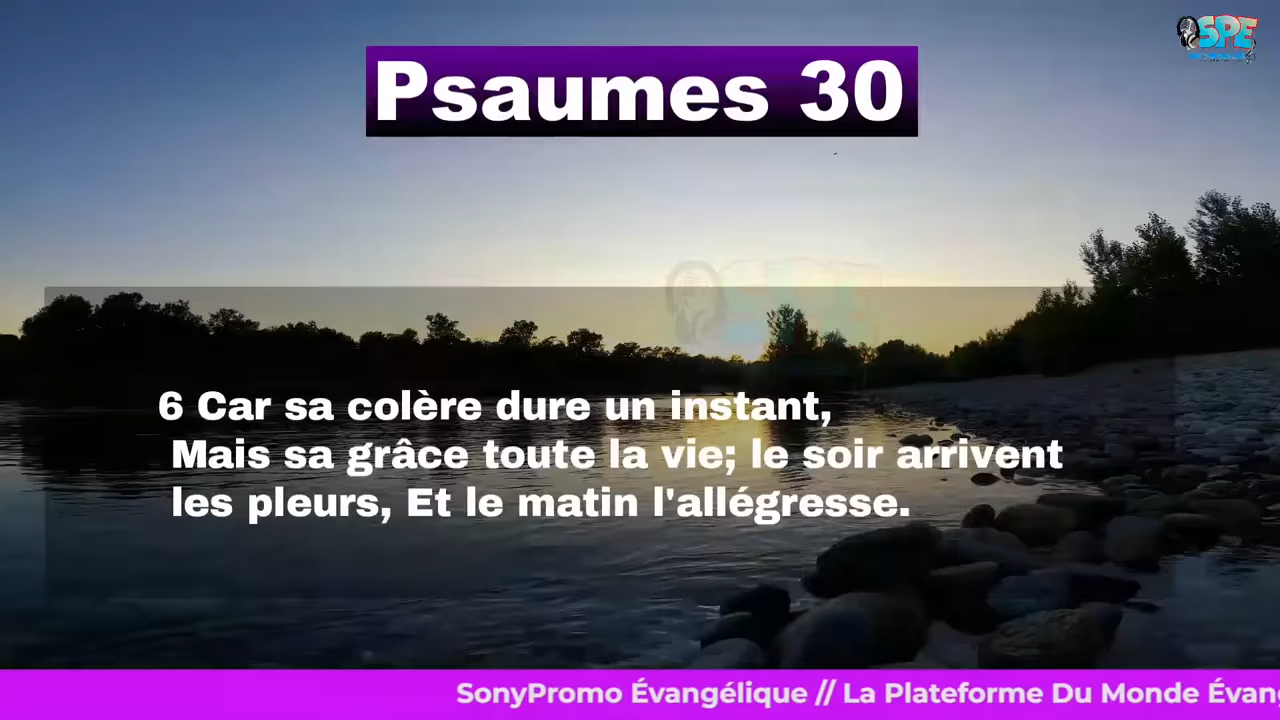 SPE
Psaumes 30
6 Car sa colère dure un instant,
Mais sa grâce toute la vie; le soir arrivent
les pleurs, Et le matin l'allégresse.
SonyPromo Évangélique // La Plateforme Du Monde Évang